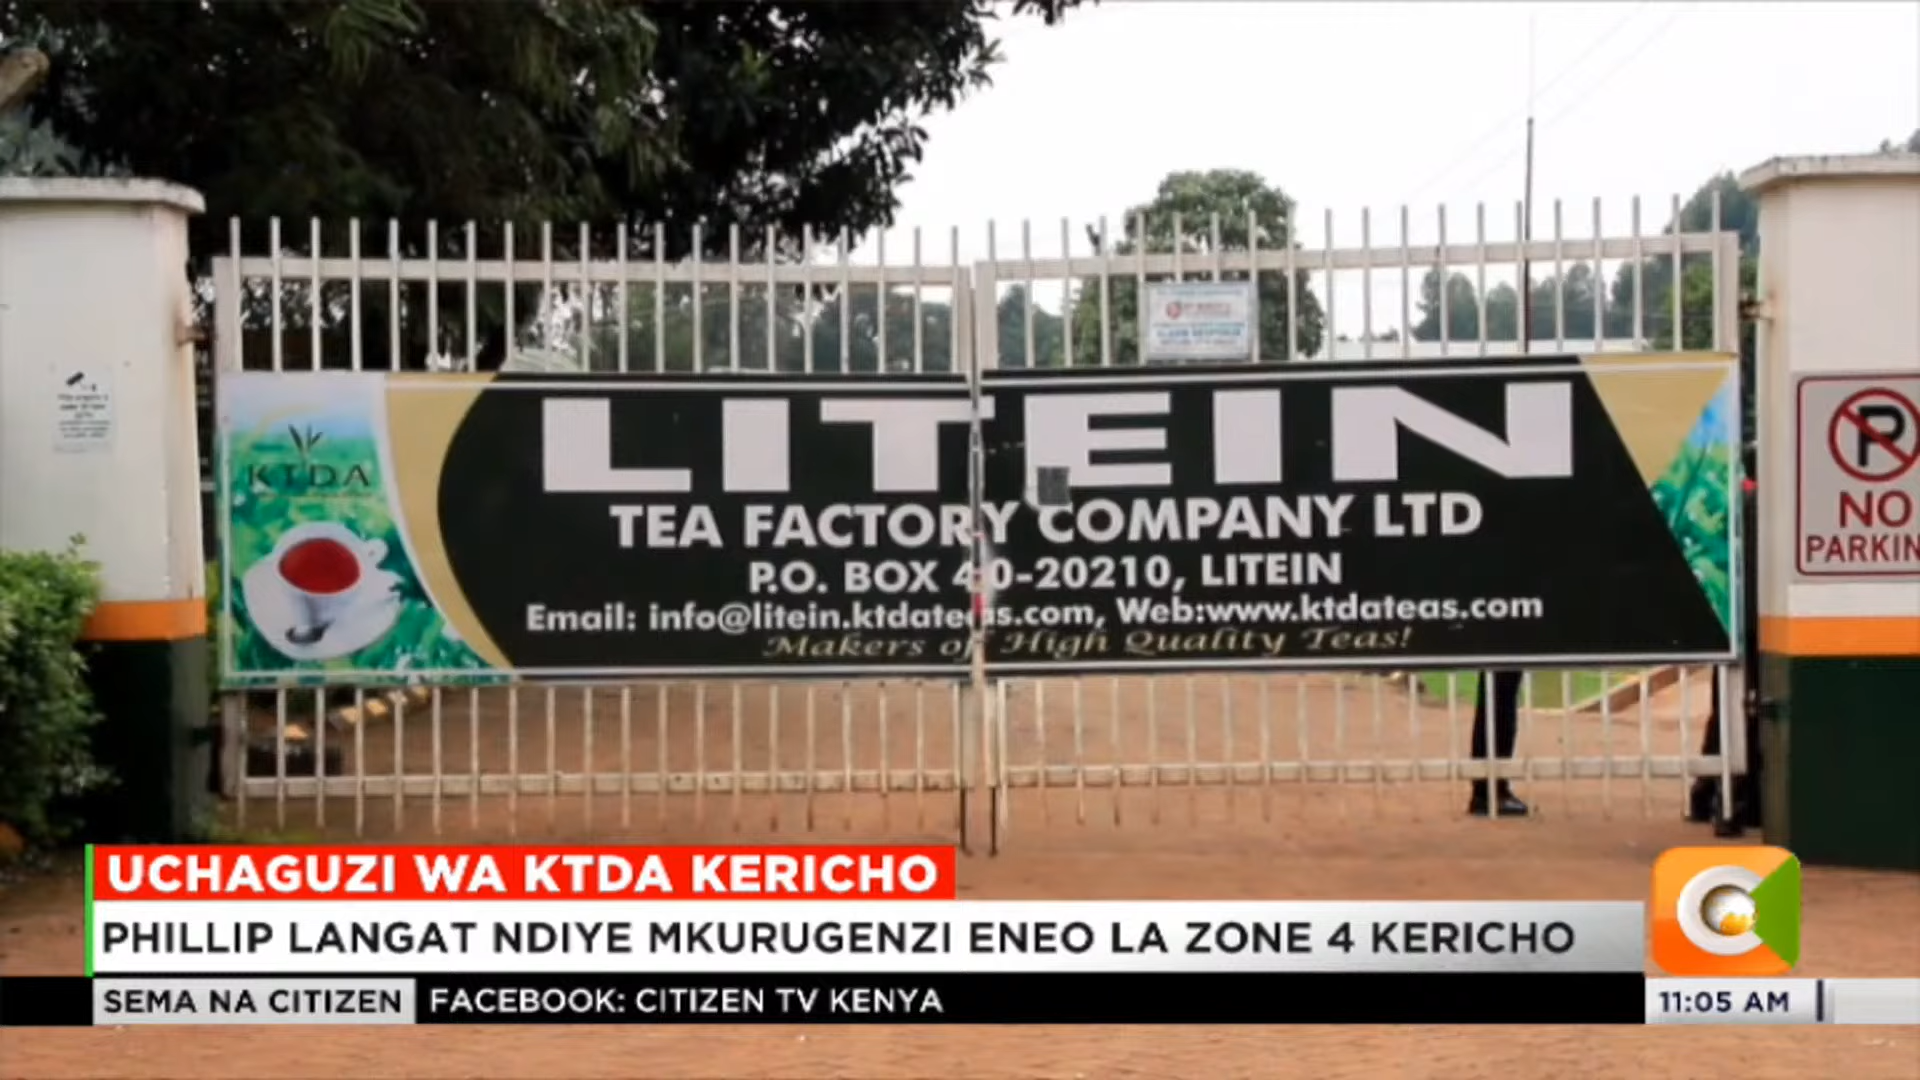 KTDA
LITEIN
TEA FACTORY COMPANY LTD
P.O. BOX 40-20210, LITEIN
Email: info@litein.ktdateas.com, Web:www.ktdateas.com
Makers of High Quality Teas!
NO
PARKIN
UCHAGUZI WA KTDA KERICHO
PHILLIP LANGAT NDIYE MKURUGENZI ENEO LA ZONE 4 KERICHO
SEMA NA CITIZEN FACEBOOK: CITIZEN TV KENYA
11:05 AM